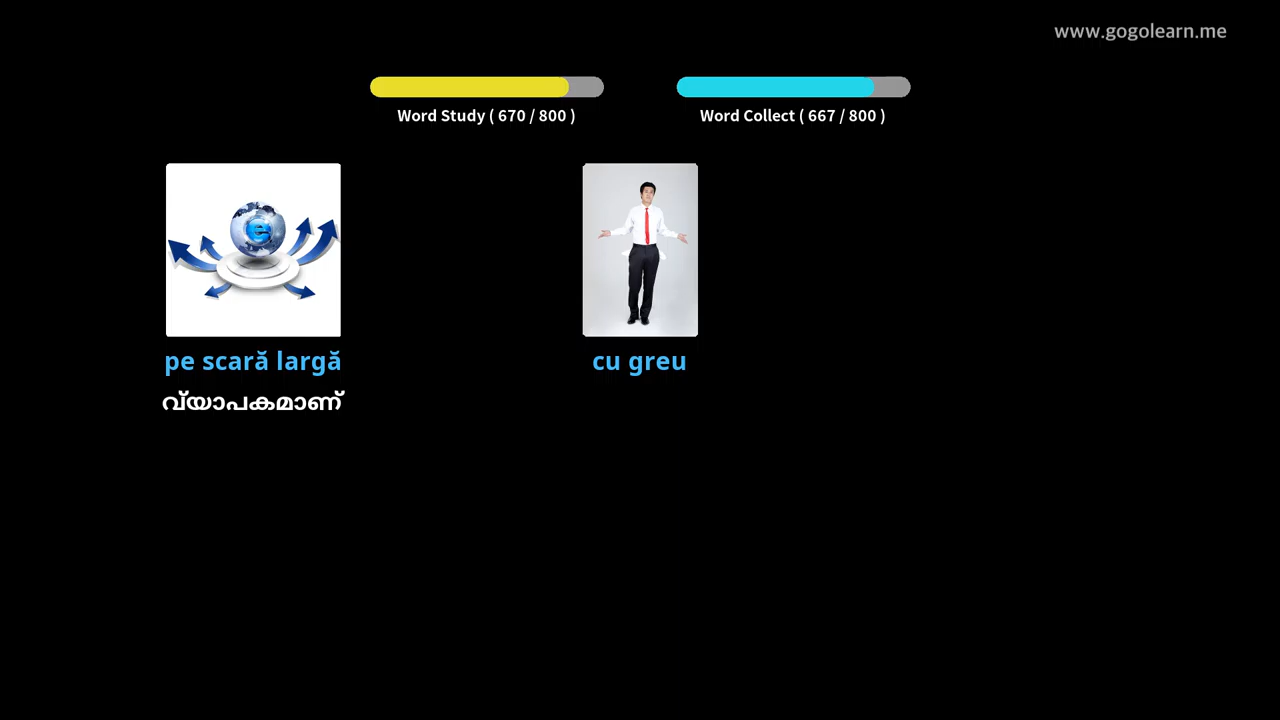 www.gogolearn.me
Word Study ( 670 / 800 )
Word Collect ( 667 / 800 )
e
pe scară largă
cu greu
വ്യാപകമാണ്